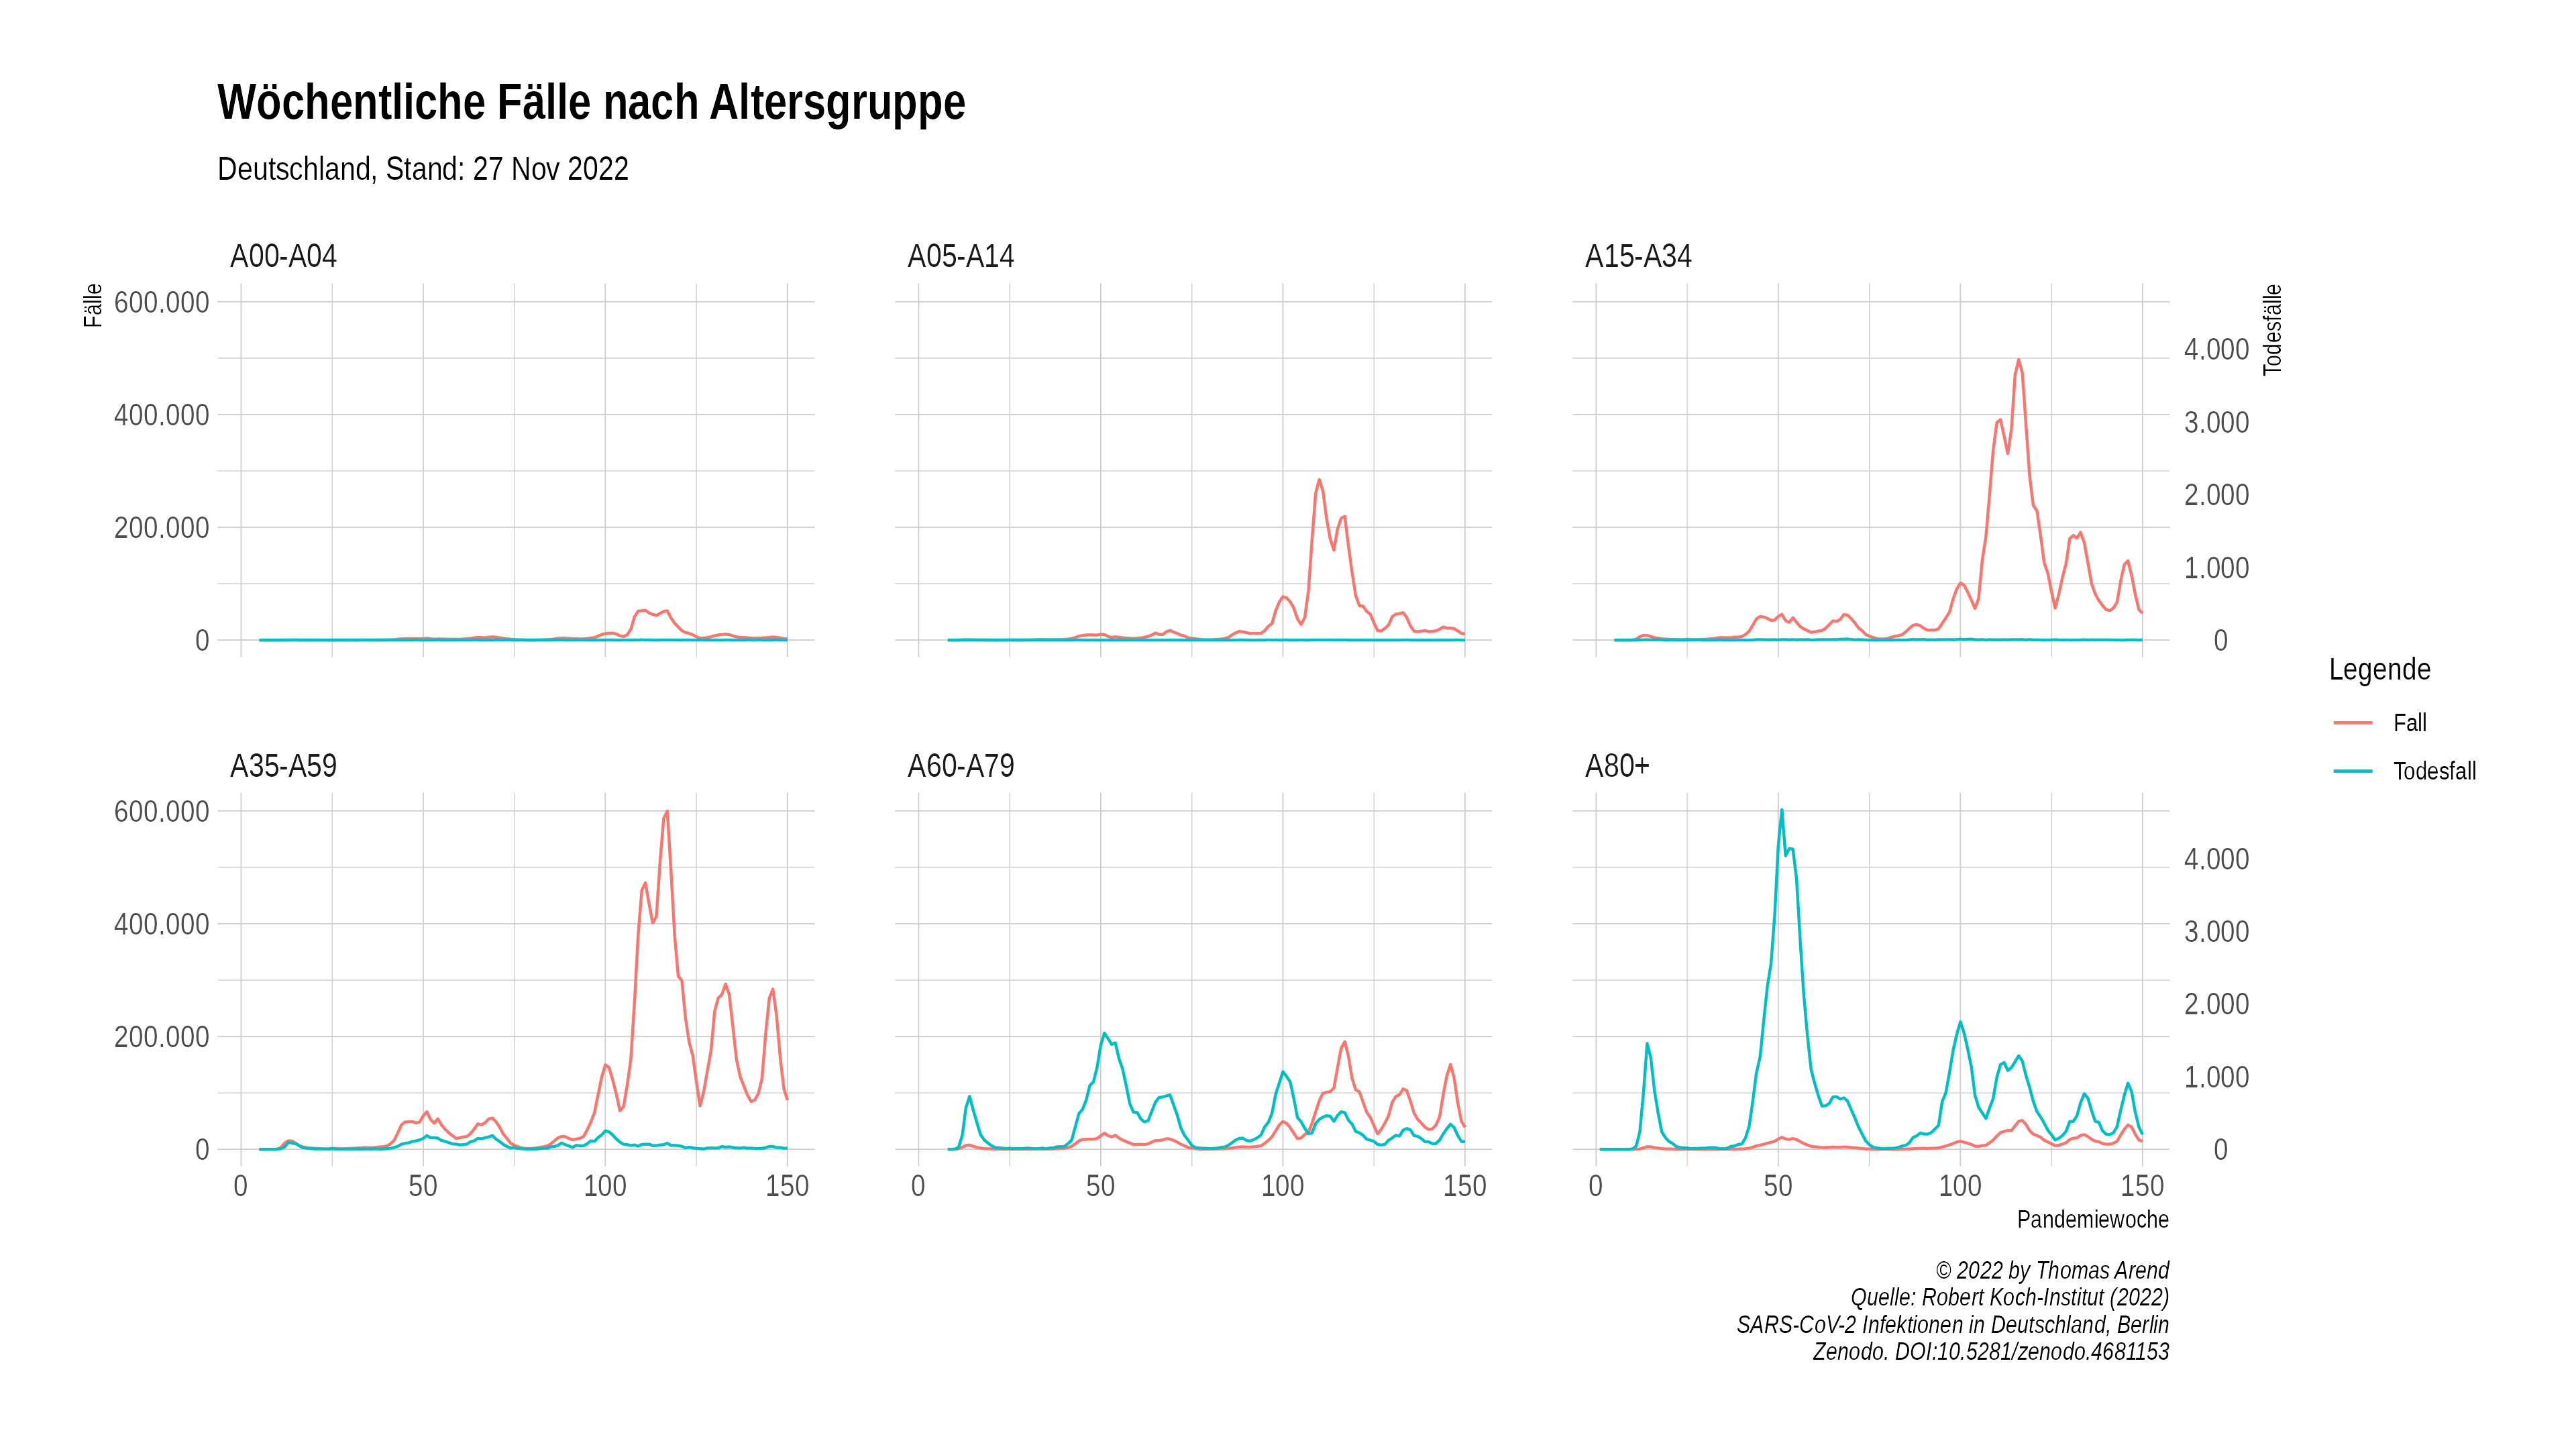 Wöchentliche Fälle nach Altersgruppe
Deutschland, Stand: 27 Nov 2022
A00-A04
A05-A14
A15-A34
Fälle
600.000
400.000
200.000
0
Todesfälle
4.000
3.000
2.000
1.000
0
Legende
Fall
Todesfall
A35-A59
A60-A79
A80+
600.000
400.000
200.000
0
4.000
3.000
2.000
1.000
0
0 50 100 150
0 50 100 150
0 50 100 150
Pandemiewoche
© 2022 by Thomas Arend
Quelle: Robert Koch-Institut (2022)
SARS-CoV-2 Infektionen in Deutschland, Berlin
Zenodo. DOI:10.5281/zenodo.4681153